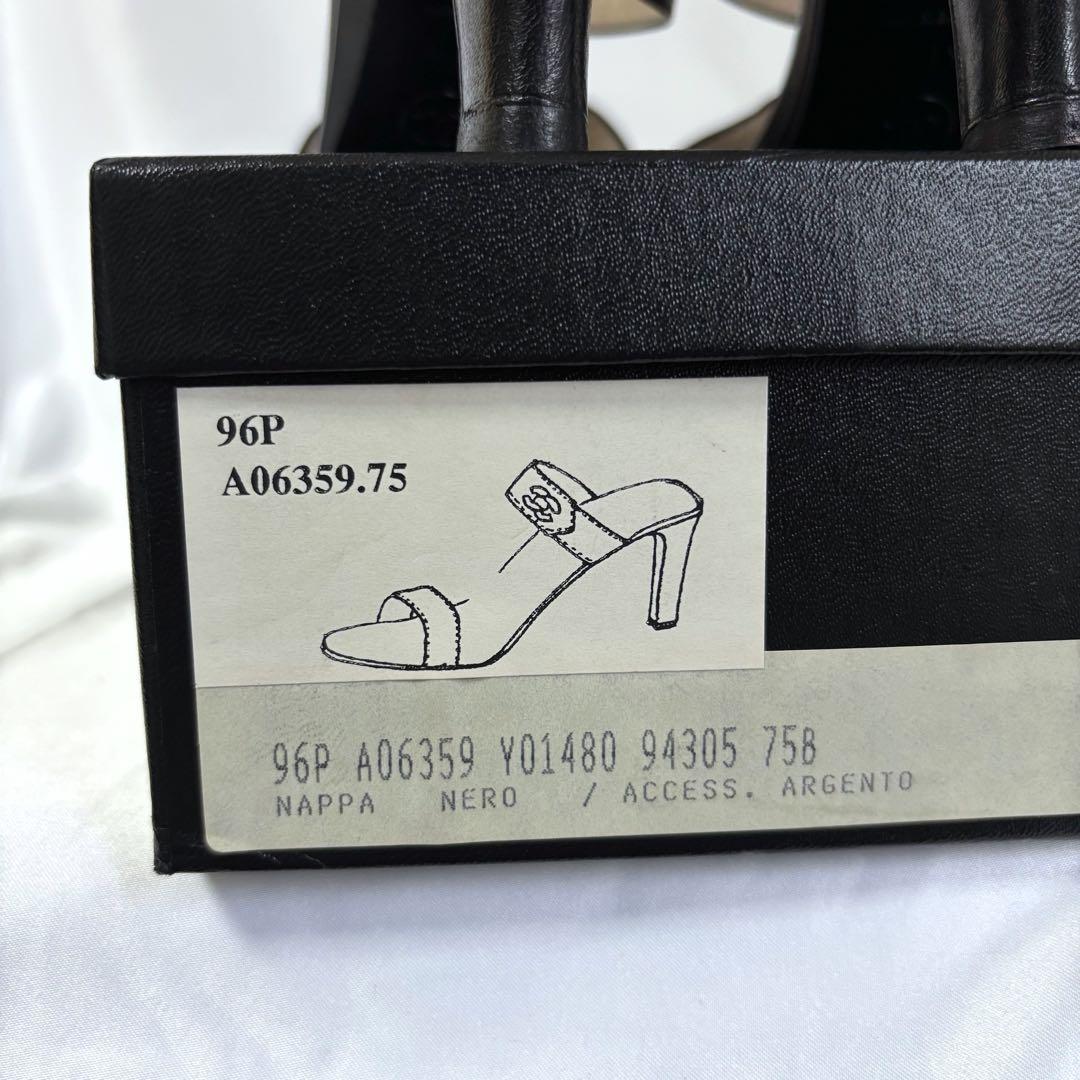 96P
A06359.75
96P A06359 Y01480 94305 75B
NAPPA NERO / ACCESS. ARGENTO